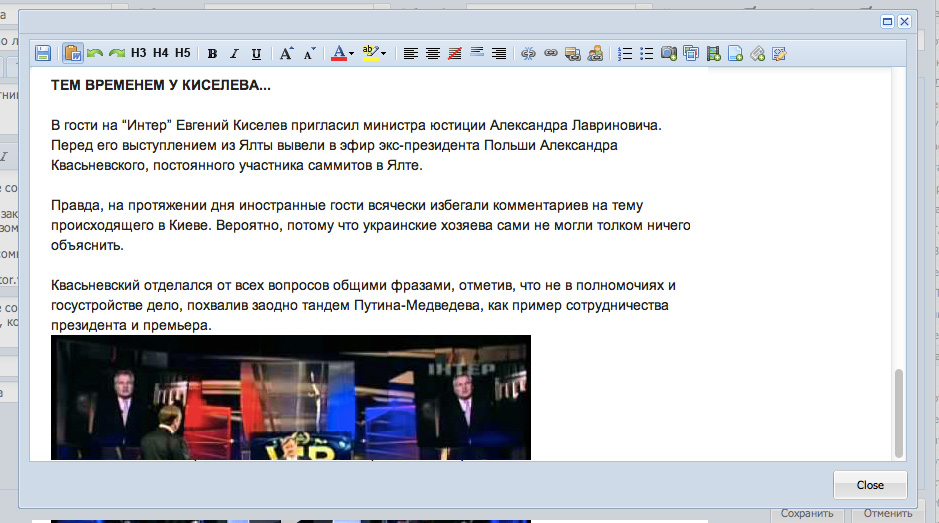 H3 H4 H5 B I U A A A ab
ТЕМ ВРЕМЕНЕМ У КИСЕЛЕВА...
В гости на “Интер” Евгений Киселев пригласил министра юстиции Александра Лавриновича.
Перед его выступлением из Ялты вывели в эфир экс-президента Польши Александра
Квасьневского, постоянного участника саммитов в Ялте.
Правда, на протяжении дня иностранные гости всячески избегали комментариев на тему
происходящего в Киеве. Вероятно, потому что украинские хозяева сами не могли толком ничего
объяснить.
Квасьневский отделался от всех вопросов общими фразами, отметив, что не в полномочиях и
госустройстве дело, похвалив заодно тандем Путина-Медведева, как пример сотрудничества
президента и премьера.
ІНТЕР
Close
Сохранить Отменить